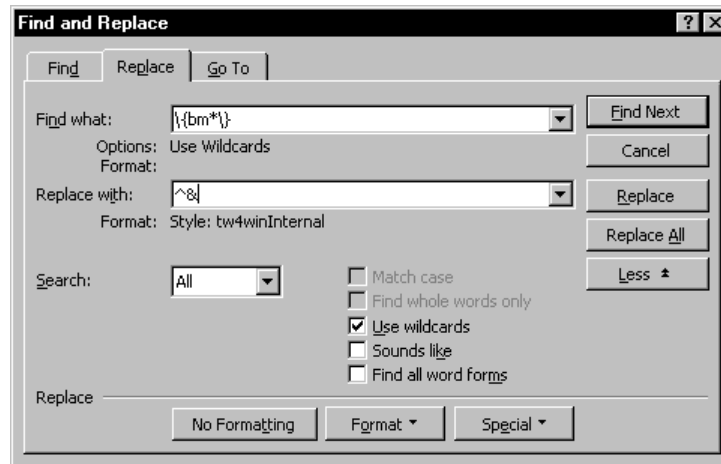 Find and Replace
Find Replace Go To
Find what: \{bm*\} Find Next
Options: Use Wildcards Cancel
Format:
Replace with: ^& Replace
Format: Style: tw4winInternal
Replace All
Search: All Match case Less
Find whole words only
Use wildcards
Sounds like
Find all word forms
Replace
No Formatting Format Special